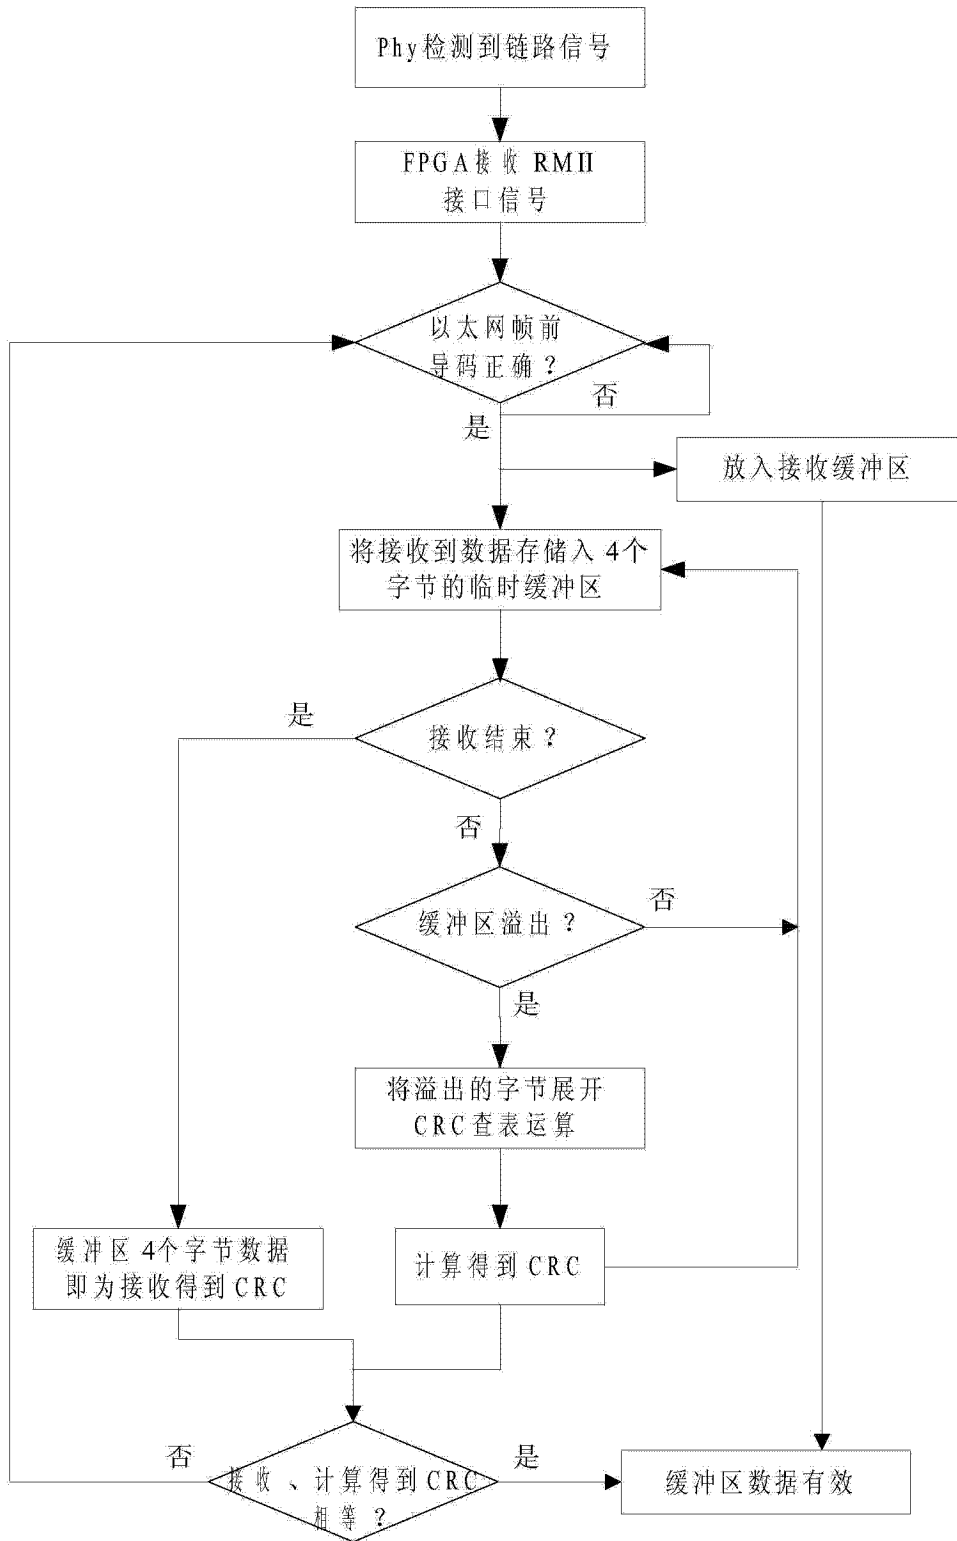 Phy检测到链路信号
FPGA接收 RMII
接口信号
以太网帧前
导码正确？
否
是
放入接收缓冲区
将接收到数据存储入 4个
字节的临时缓冲区
是
接收结束？
否
缓冲区溢出？
否
是
将溢出的字节展开
CRC查表运算
缓冲区 4个字节数据
即为接收得到CRC
计算得到CRC
否
接收、计算得到CRC
相等？
是
缓冲区数据有效